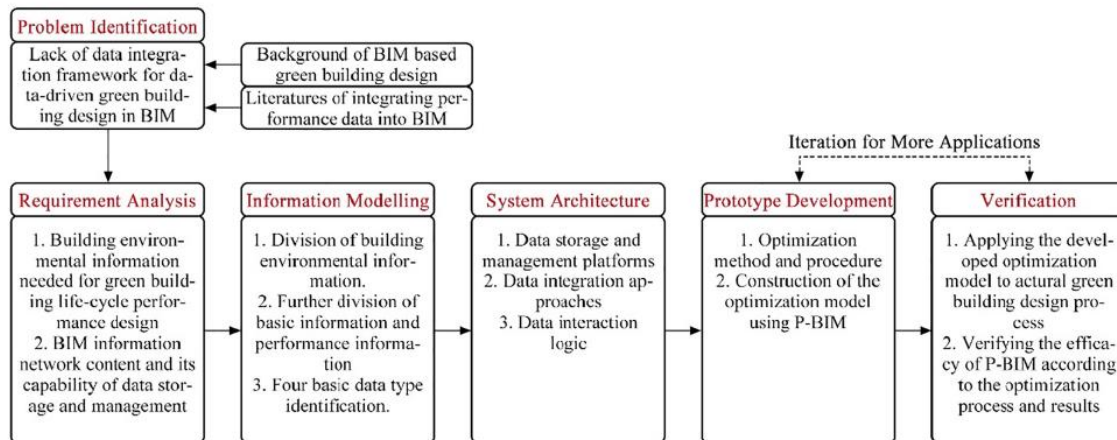 Problem Identification
Lack of data integra-
tion framework for da-
ta-driven green buil-
ding design in BIM
Background of BIM based
green building design
Literatures of integrating per-
formance data into BIM
Iteration for More Applications
Requirement Analysis
1. Building environ-
mental information
needed for green buil-
ding life-cycle perfor-
mance design
2. BIM information
network content and its
capability of data stor-
age and management
Information Modelling
1. Division of building
environmental infor-
mation.
2. Further division of
basic information and
performance informa-
tion
3. Four basic data type
identification.
System Architecture
1. Data storage and
management platforms
2. Data integration ap-
proaches
3. Data interaction
logic
Prototype Development
1. Optimization
method and procedure
2. Construction of the
optimization model
using P-BIM
Verification
1. Applying the devel-
oped optimization
model to actural green
building design pro-
cess
2. Verifying the effica-
cy of P-BIM according
to the optimization
process and results